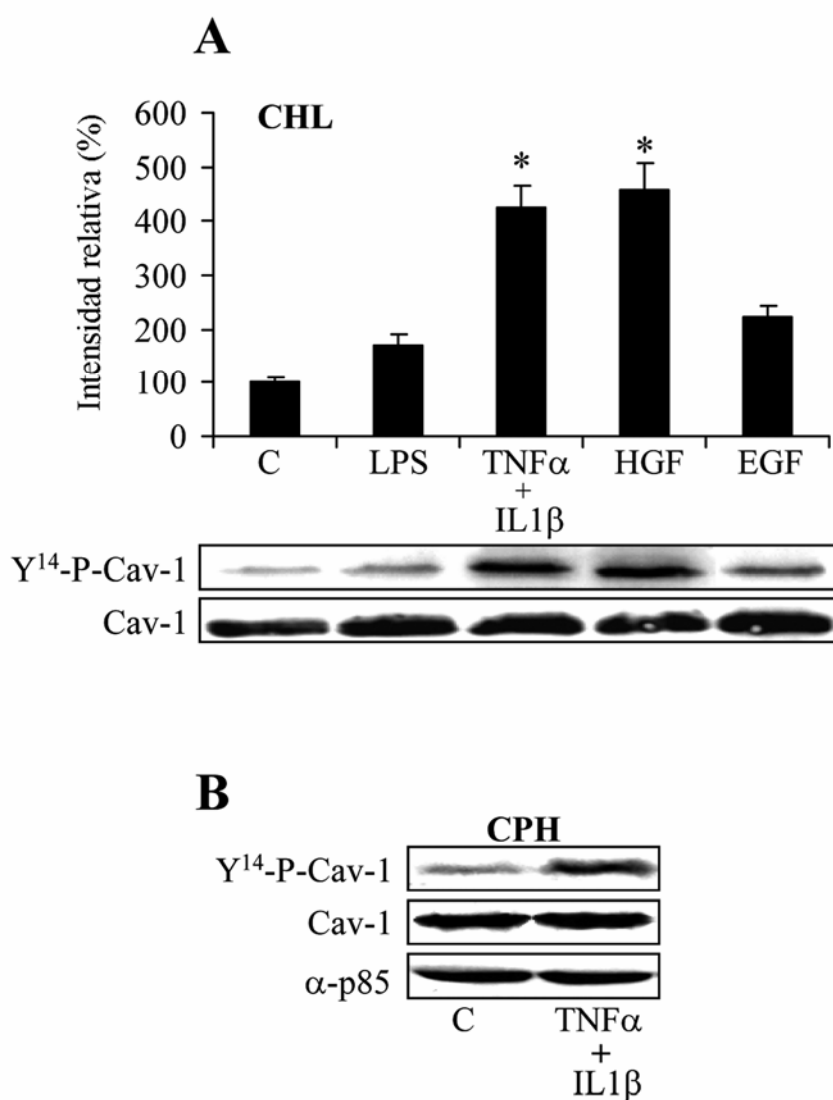 A
CHL
Intensidad relativa (%)
600
500
400
300
200
100
0
* *
C LPS TNFα HGF EGF
+
IL1β
Y¹⁴-P-Cav-1
Cav-1
B
CPH
Y¹⁴-P-Cav-1
Cav-1
α-p85
C TNFα
+
IL1β